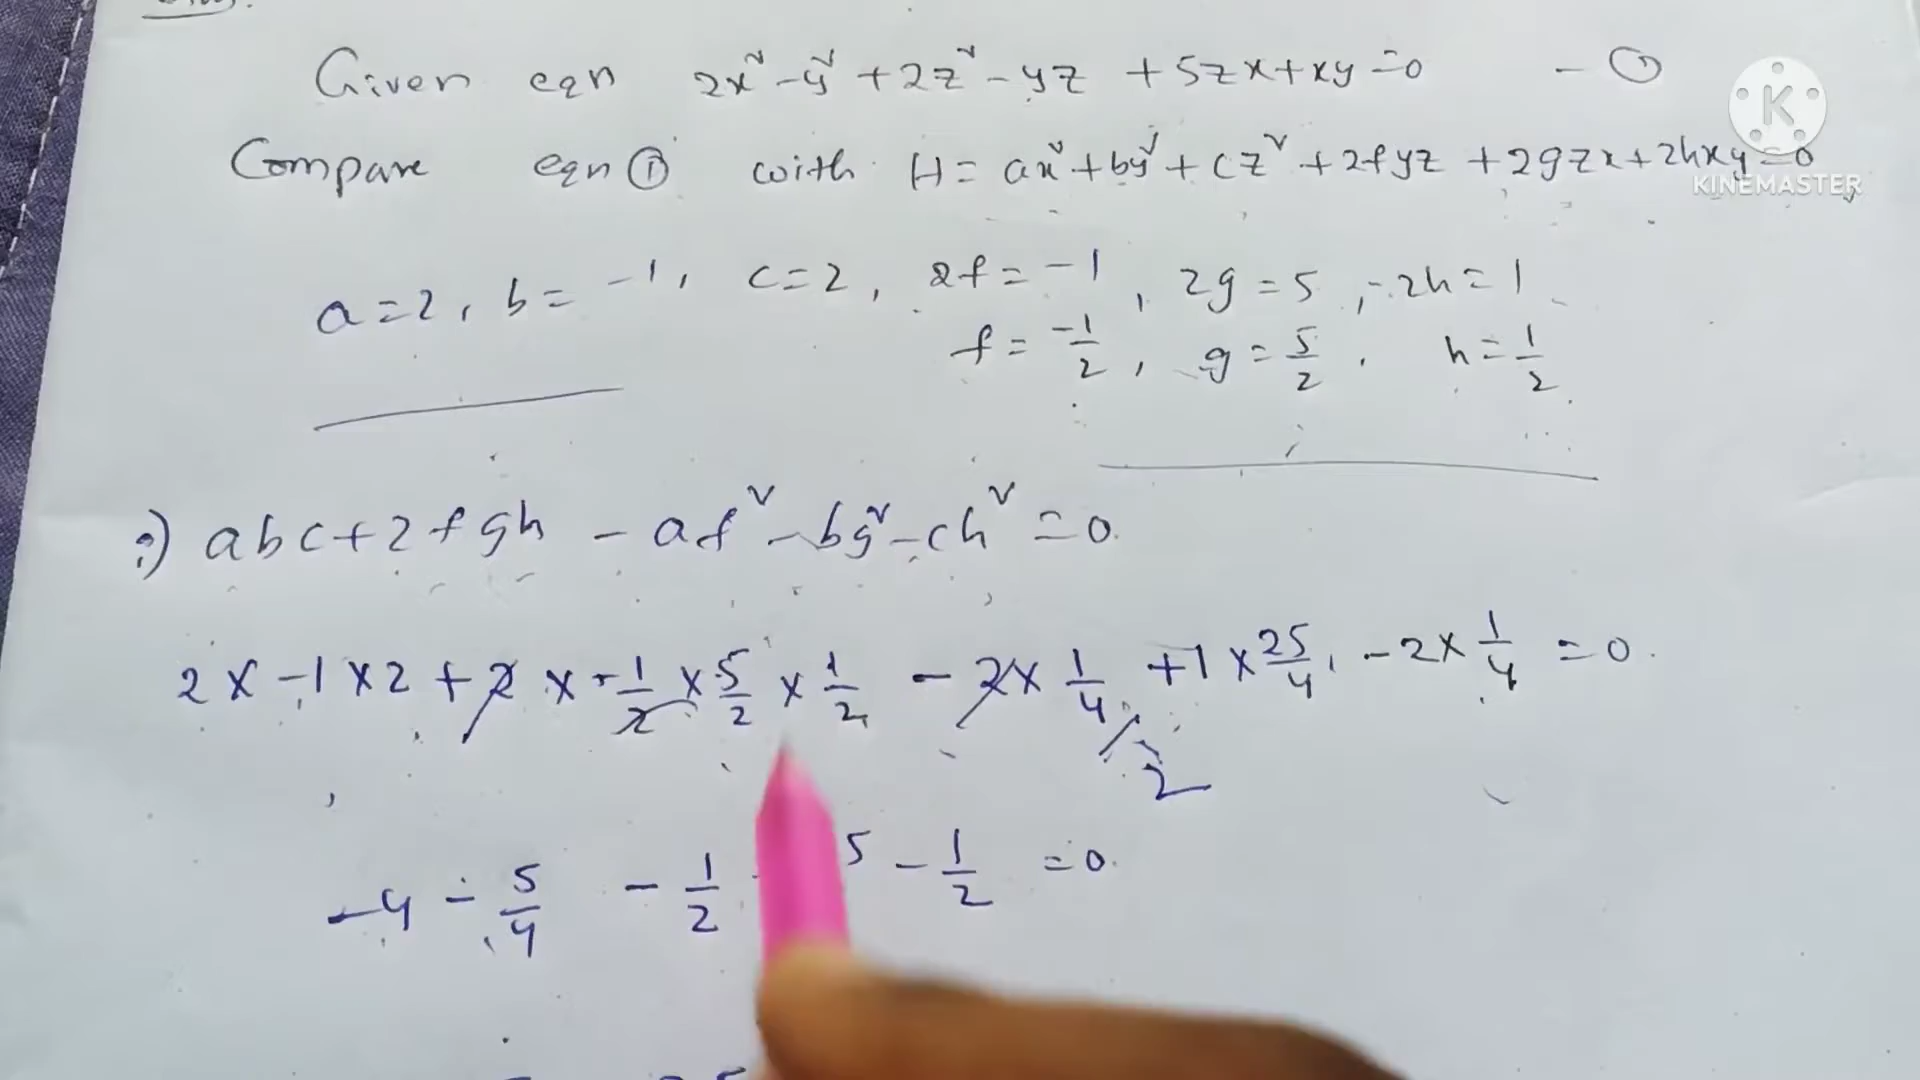 Given eqn 2x² - y² + 2z² - yz + 5zx + xy = 0 - ①
Compare eqn ① with H = ax² + by² + cz² + 2fyz + 2gzx + 2hxy = 0
K
KINEMASTER
a = 2, b = -1, c = 2, 2f = -1, 2g = 5, 2h = 1
f = -1/2, g = 5/2, h = 1/2
abc + 2fgh - af² - bg² - ch² = 0
2 x -1 x 2 + 2 x -1/2 x 5/2 x 1/2 - 2 x 1/4 + 1 x 25/4 - 2 x 1/4 = 0
2
-4 - 5/4 - 1/2 5 - 1/2 = 0